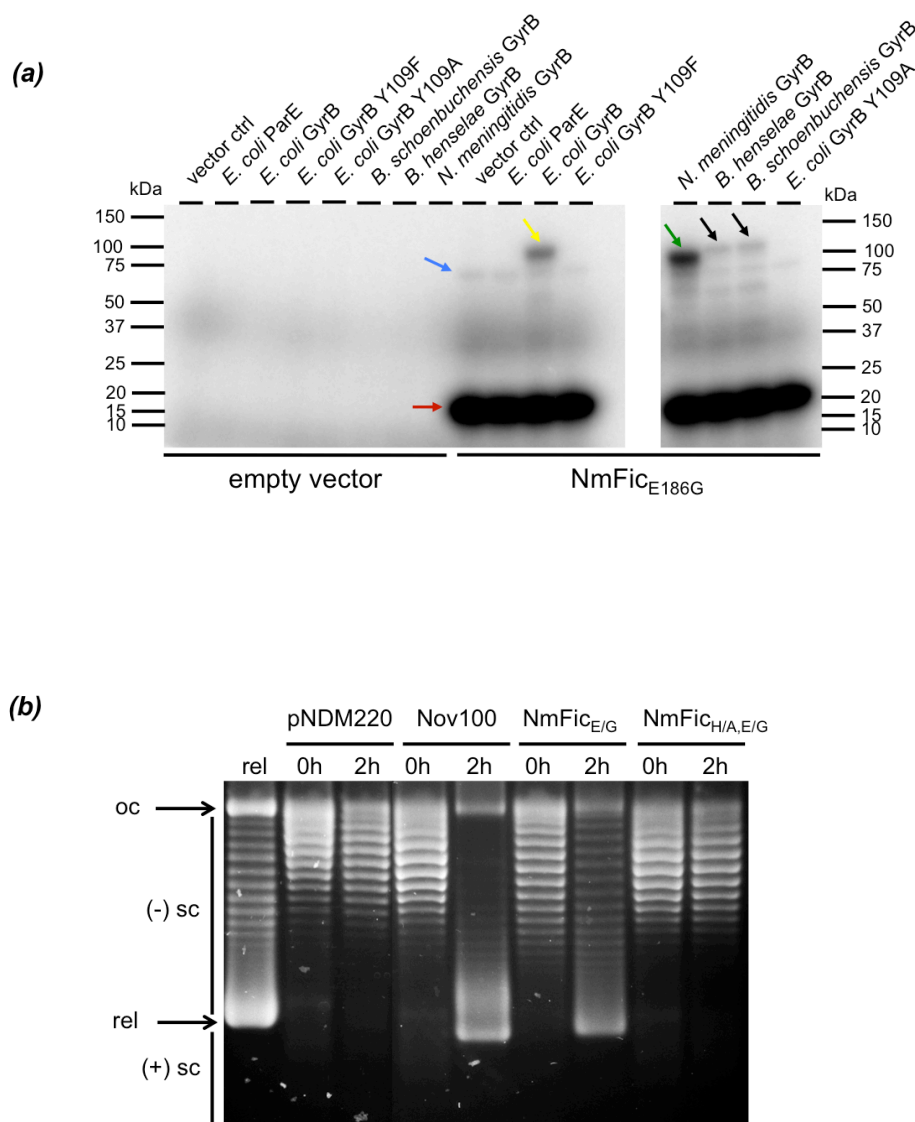 (a)
vector ctrl
E. coli ParE
E. coli GyrB
E. coli GyrB Y109F
E. coli GyrB Y109A
B. schoenbuchensis GyrB
B. henselae GyrB
N. meningitidis GyrB
vector ctrl
E. coli ParE
E. coli GyrB
E. coli GyrB Y109F
N. meningitidis GyrB
B. henselae GyrB
B. schoenbuchensis GyrB
E. coli GyrB Y109A
kDa
150
100
75
50
37
25
20
15
10
kDa
150
100
75
50
37
25
20
15
10
empty vector
NmFicE186G
(b)
pNDM220 Nov100 NmFicE/G NmFicH/A,E/G
rel 0h 2h 0h 2h 0h 2h 0h 2h
oc
(-) sc
rel
(+) sc